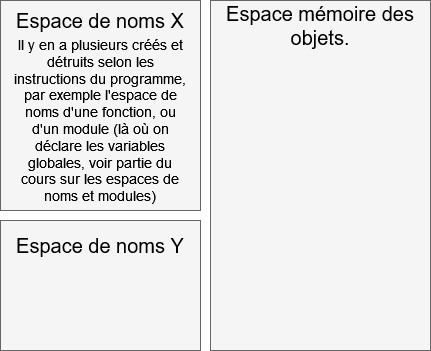 Espace de noms X
Il y en a plusieurs créés et
détruits selon les
instructions du programme,
par exemple l'espace de
noms d'une fonction, ou
d'un module (là où on
déclare les variables
globales, voir partie du
cours sur les espaces de
noms et modules)
Espace de noms Y
Espace mémoire des
objets.